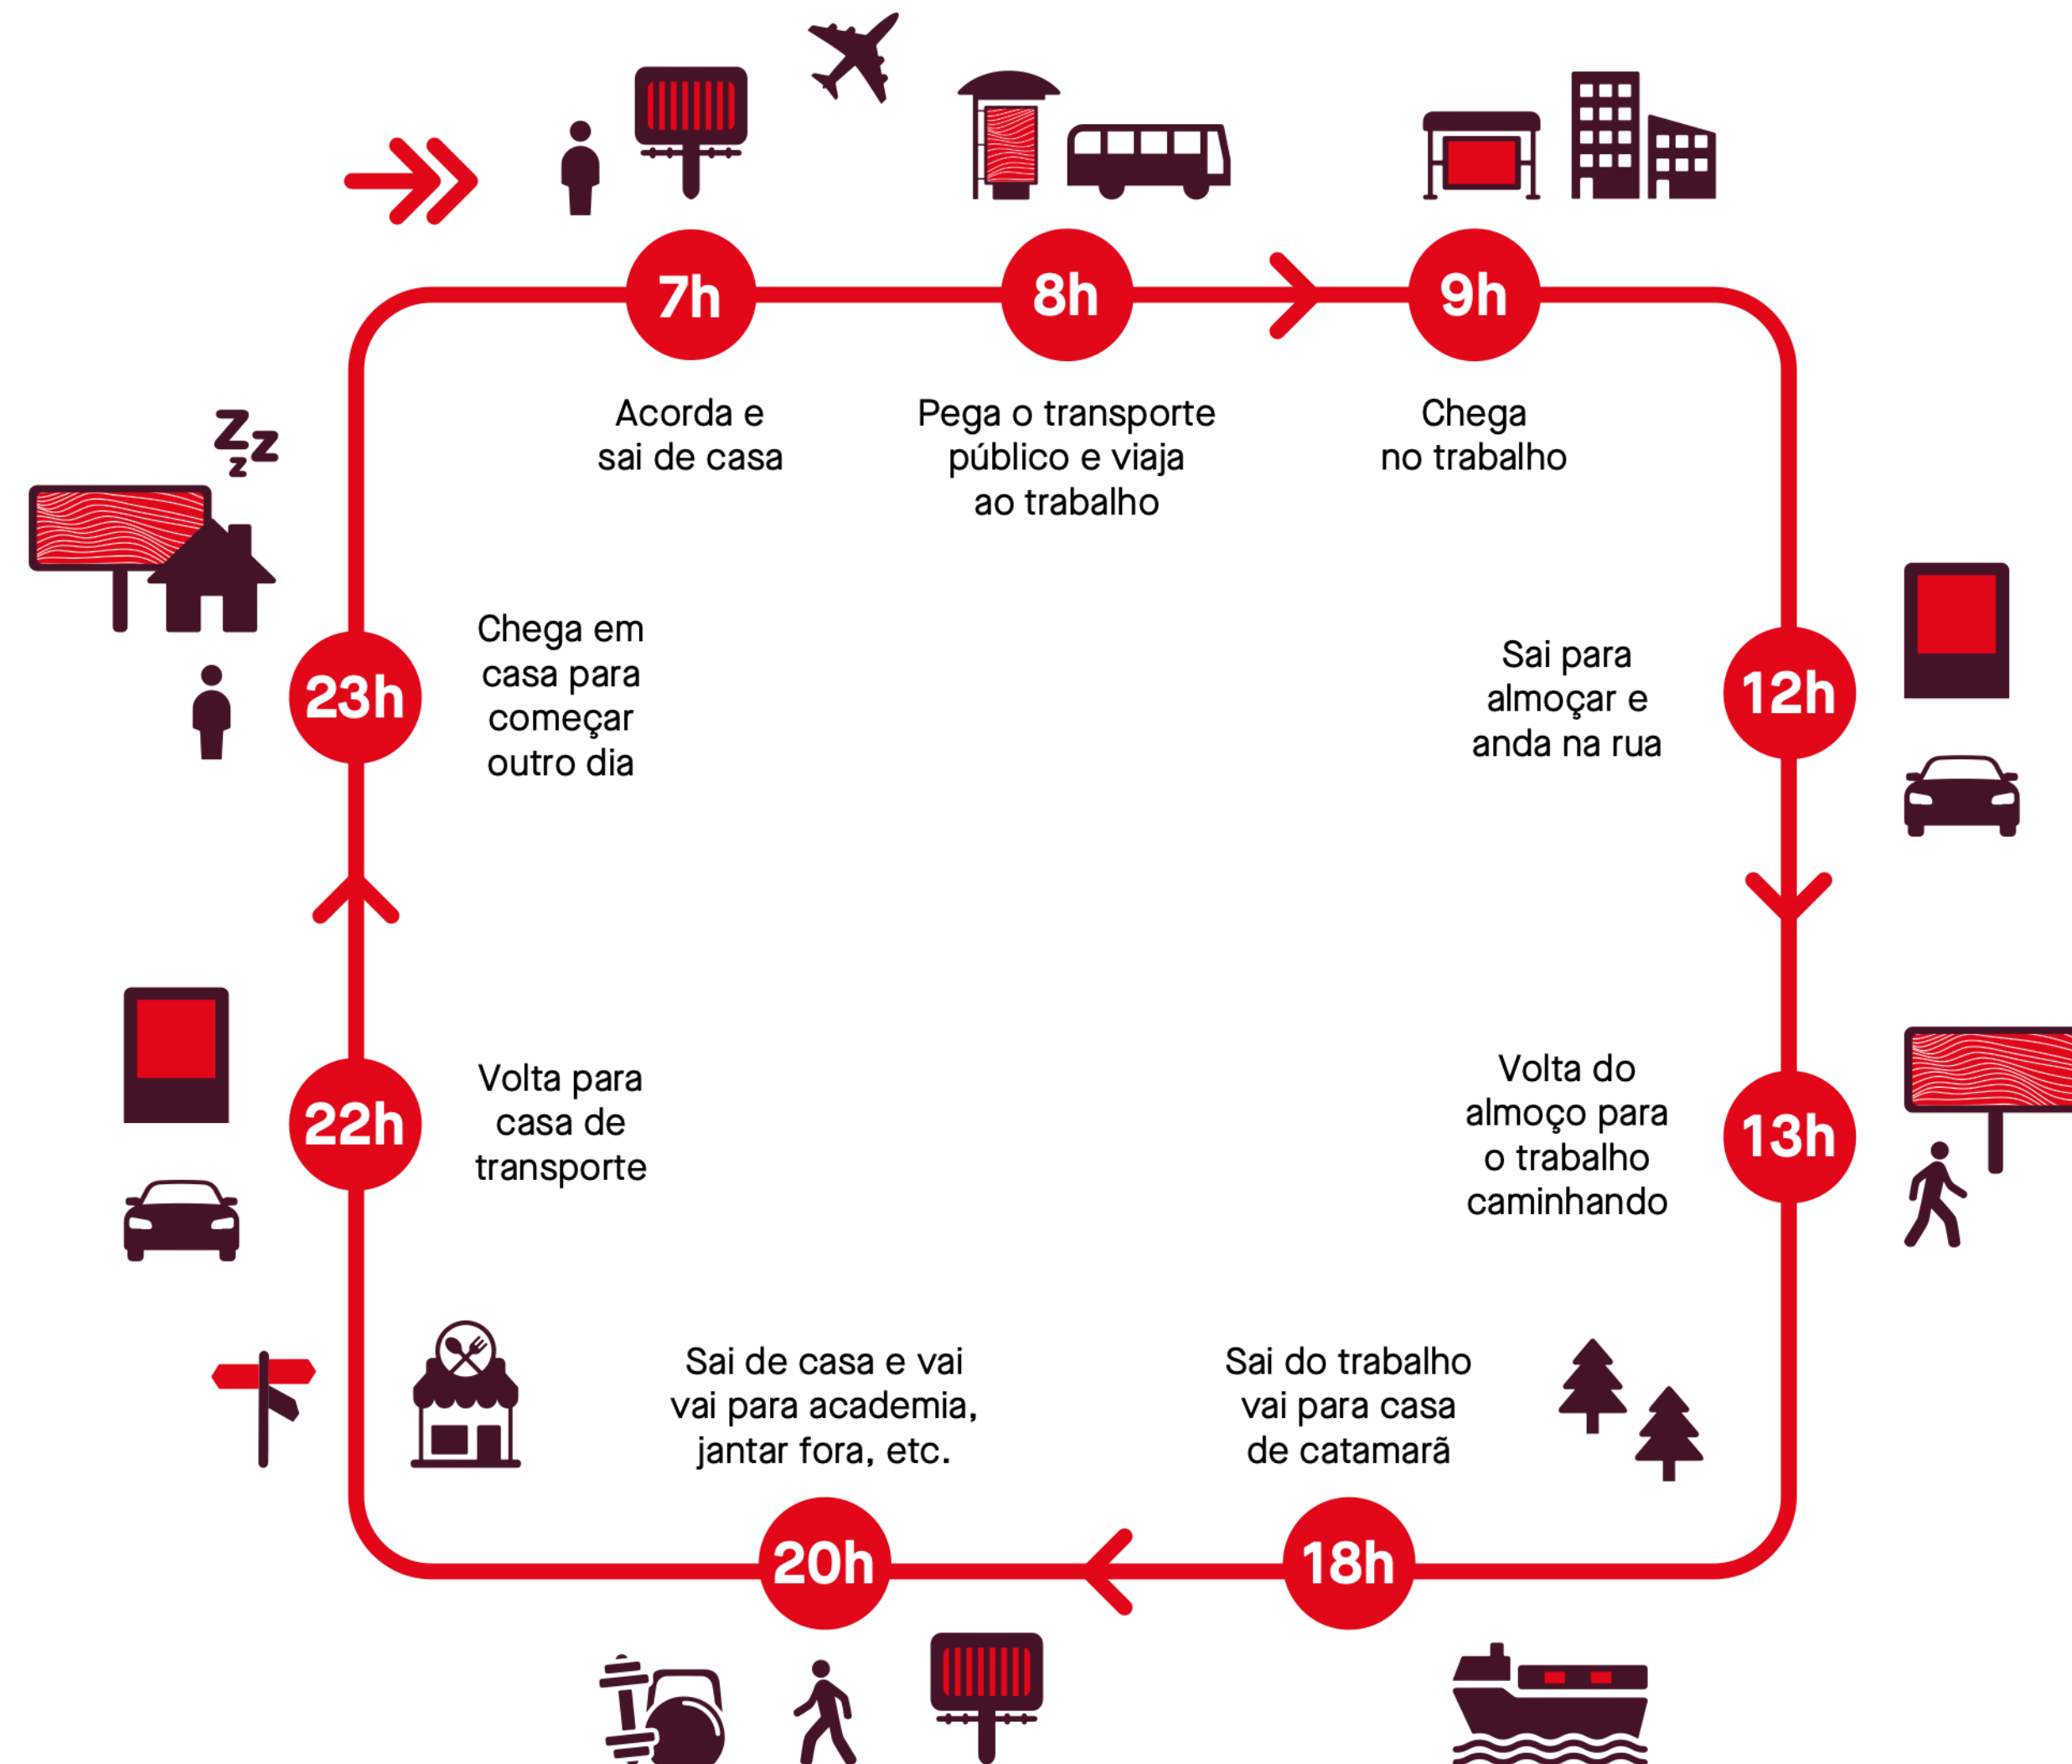 7h
Acorda e
sai de casa
8h
Pega o transporte
público e viaja
ao trabalho
9h
Chega
no trabalho
12h
Sai para
almoçar e
anda na rua
13h
Volta do
almoço para
o trabalho
caminhando
18h
Sai do trabalho
vai para casa
de catamarã
20h
Sai de casa e vai
vai para academia,
jantar fora, etc.
22h
Volta para
casa de
transporte
23h
Chega em
casa para
começar
outro dia
zzz